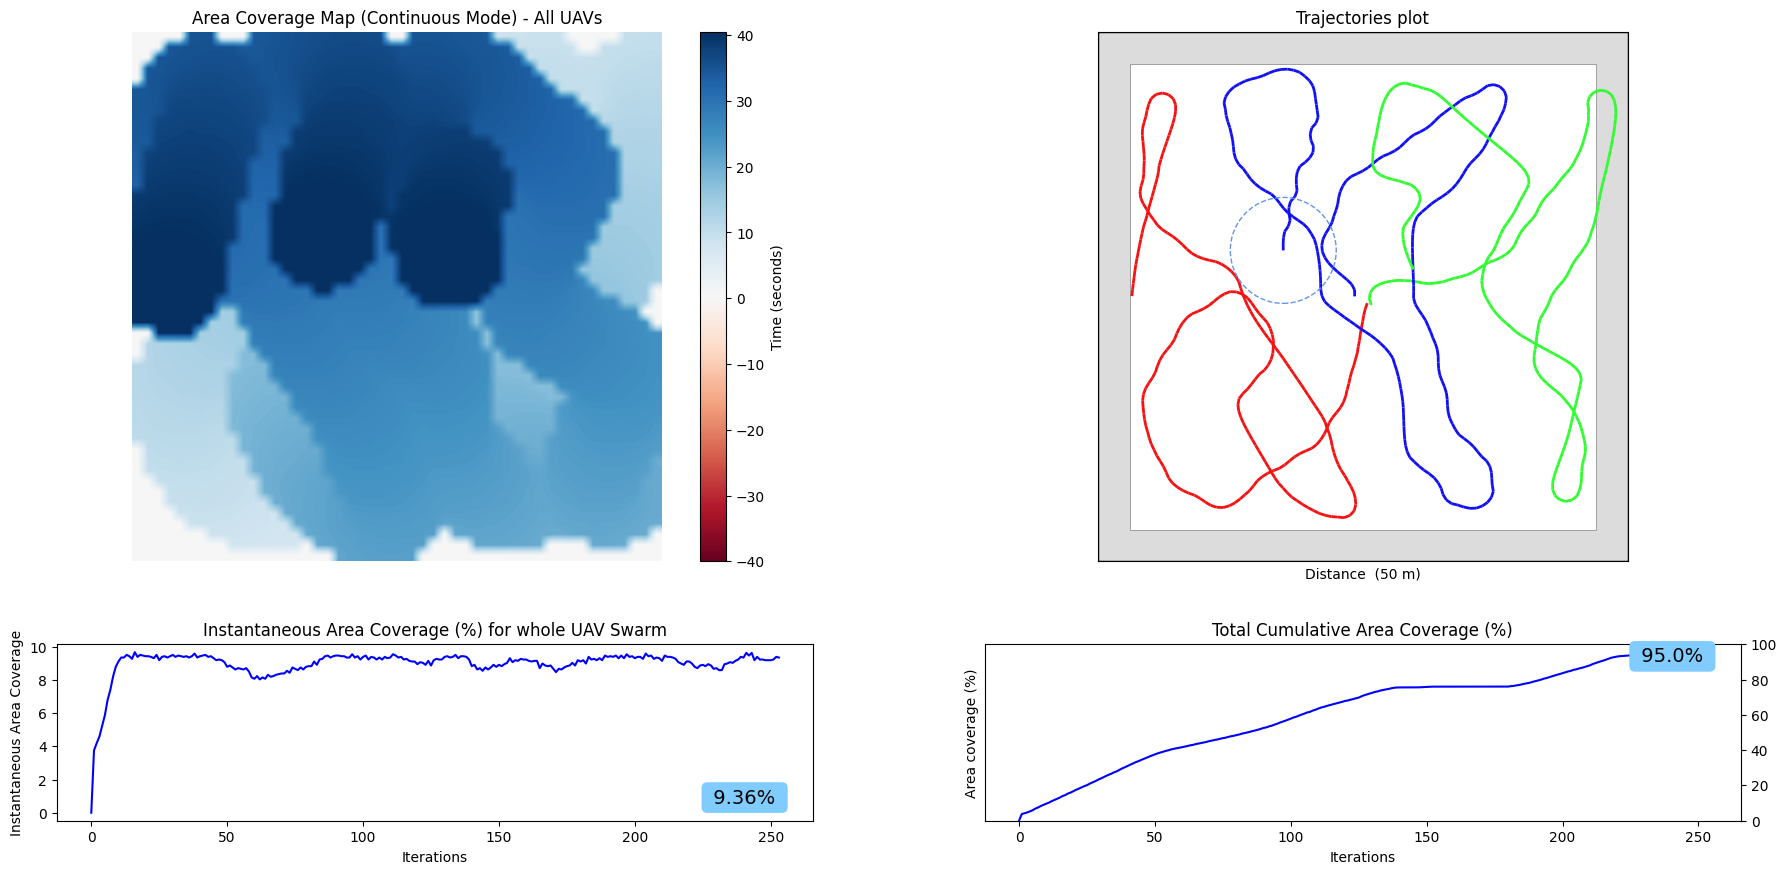 Area Coverage Map (Continuous Mode) - All UAVs
40
30
20
10
0
−10
−20
−30
−40
Time (seconds)
Trajectories plot
Distance  (50 m)
Instantaneous Area Coverage (%) for whole UAV Swarm
Instantaneous Area Coverage
10
8
6
4
2
0
9.36%
0 50 100 150 200 250
Iterations
Total Cumulative Area Coverage (%)
Area coverage (%)
95.0%
100
80
60
40
20
0
0 50 100 150 200 250
Iterations